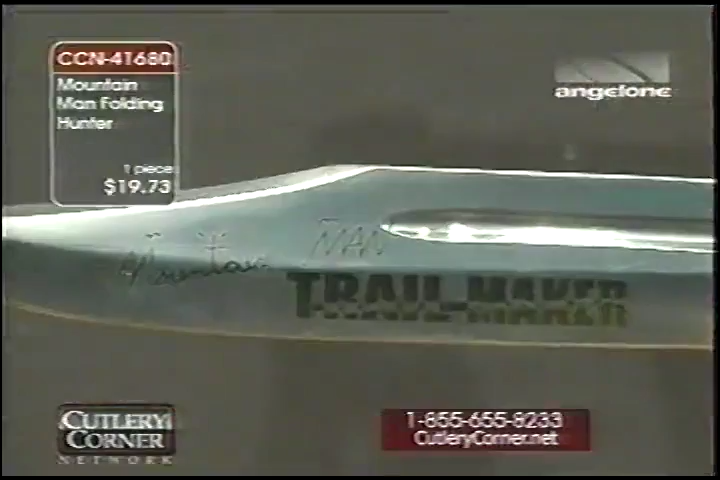 CCN-41680
Mountain
Man Folding
Hunter
1 piece
$19.73
angelone
Mountain MAN
TRAIL-MAKER
CUTLERY
CORNER
NETWORK
1-855-655-8233
CutleryCorner.net